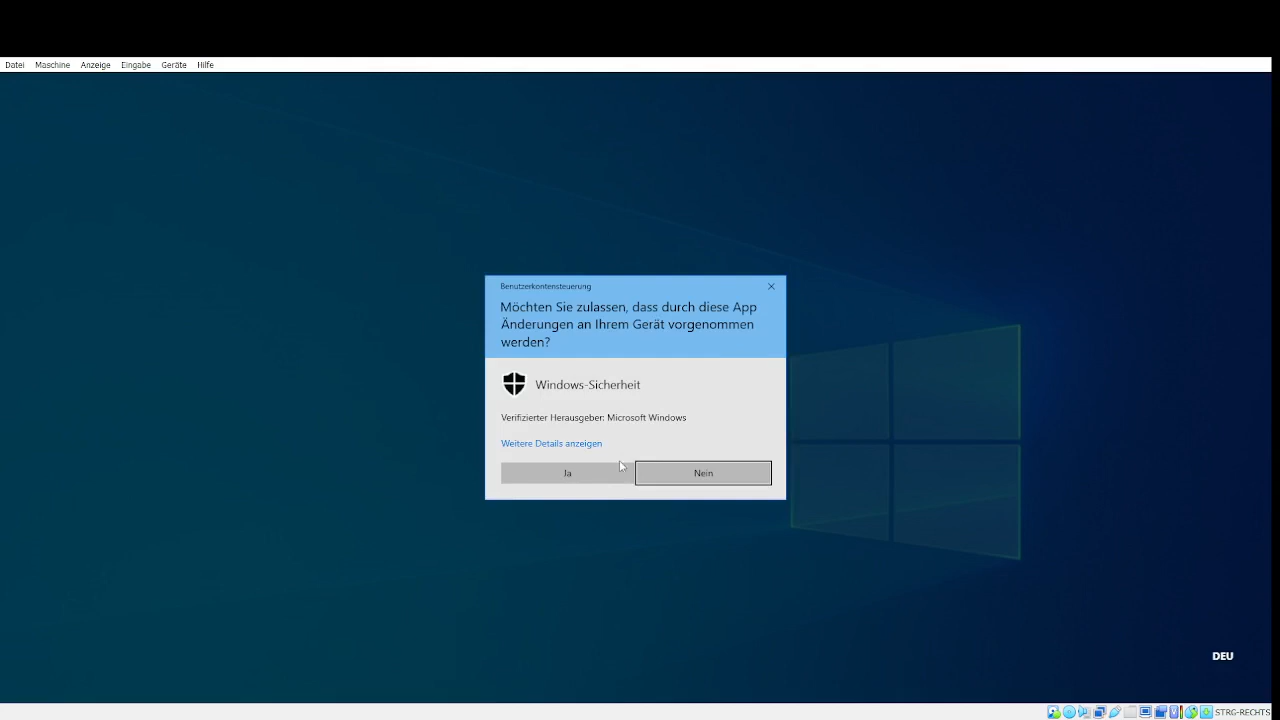 Datei Maschine Anzeige Eingabe Geräte Hilfe
Benutzerkontensteuerung
Möchten Sie zulassen, dass durch diese App
Änderungen an Ihrem Gerät vorgenommen
werden?
Windows-Sicherheit
Verifizierter Herausgeber: Microsoft Windows
Weitere Details anzeigen
Ja Nein
DEU
STRG-RECHTS